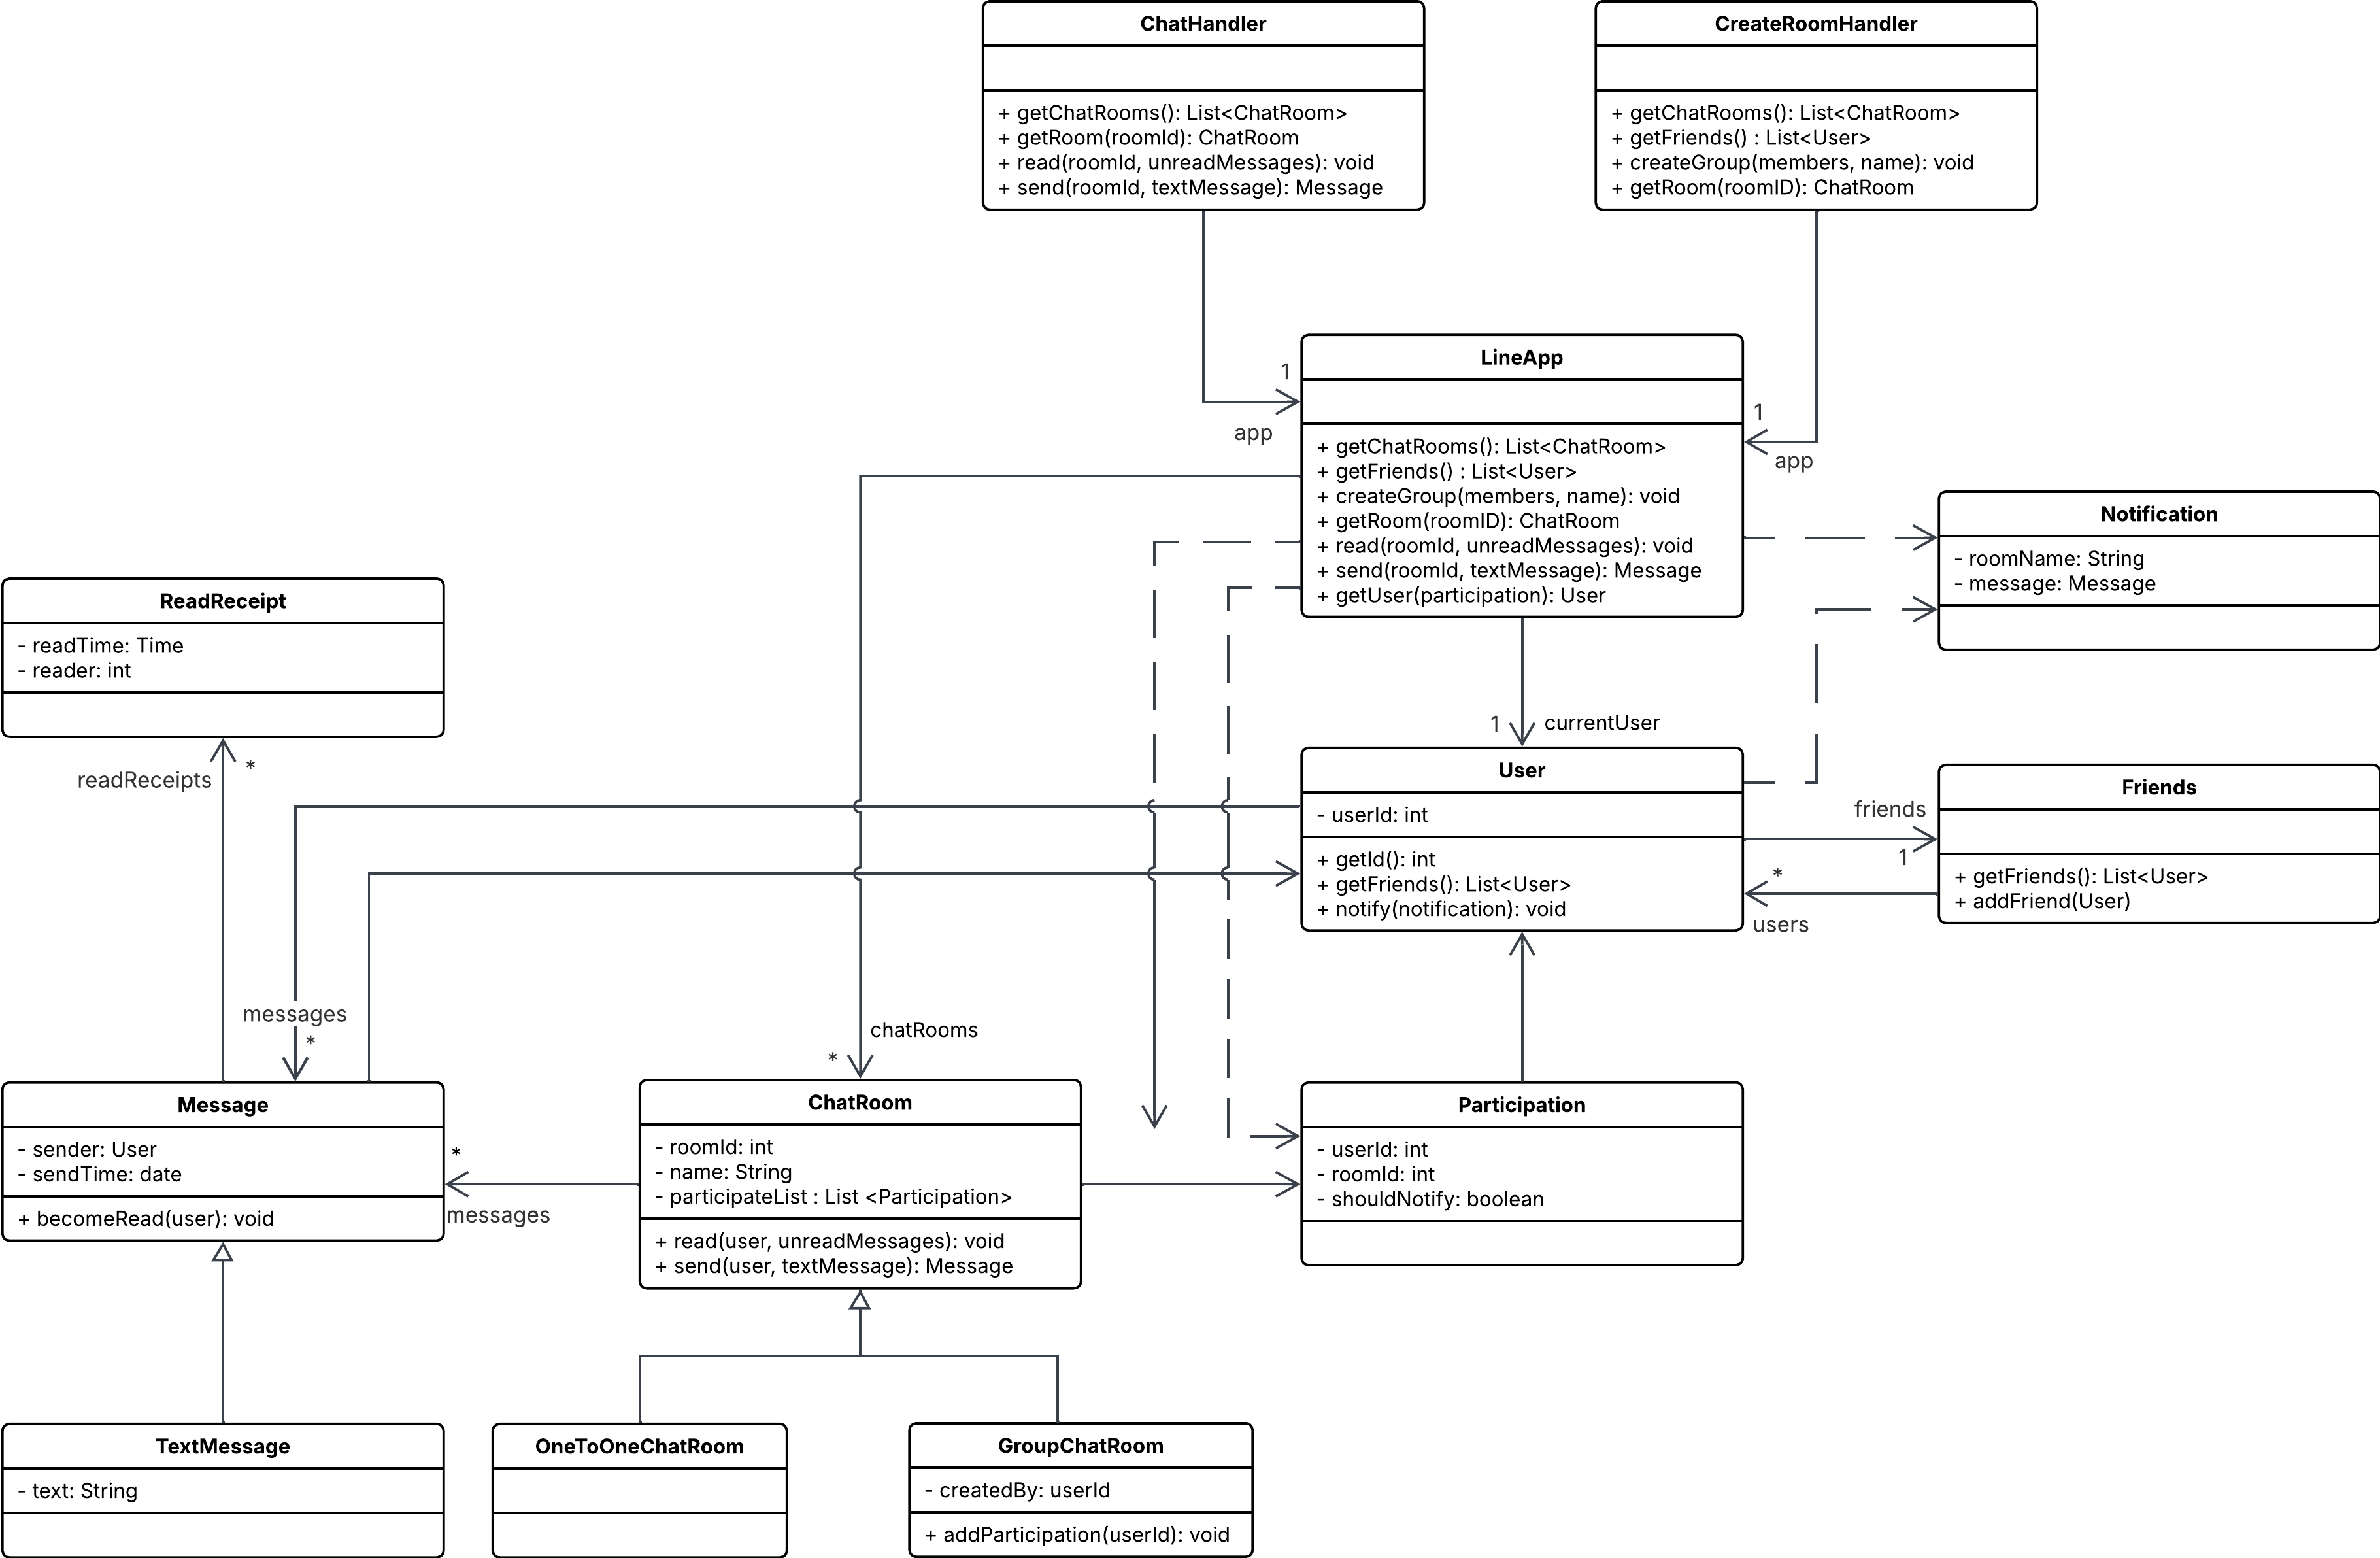 ChatHandler
+ getChatRooms(): List<ChatRoom>
+ getRoom(roomId): ChatRoom
+ read(roomId, unreadMessages): void
+ send(roomId, textMessage): Message
CreateRoomHandler
+ getChatRooms(): List<ChatRoom>
+ getFriends() : List<User>
+ createGroup(members, name): void
+ getRoom(roomID): ChatRoom
1
app
1
app
LineApp
+ getChatRooms(): List<ChatRoom>
+ getFriends() : List<User>
+ createGroup(members, name): void
+ getRoom(roomID): ChatRoom
+ read(roomId, unreadMessages): void
+ send(roomId, textMessage): Message
+ getUser(participation): User
Notification
- roomName: String
- message: Message
ReadReceipt
- readTime: Time
- reader: int
readReceipts
*
1
currentUser
User
- userId: int
+ getId(): int
+ getFriends(): List<User>
+ notify(notification): void
friends
1
*
users
Friends
+ getFriends(): List<User>
+ addFriend(User)
messages
*
chatRooms
*
Message
- sender: User
- sendTime: date
+ becomeRead(user): void
*
messages
ChatRoom
- roomId: int
- name: String
- participateList : List <Participation>
+ read(user, unreadMessages): void
+ send(user, textMessage): Message
Participation
- userId: int
- roomId: int
- shouldNotify: boolean
TextMessage
- text: String
OneToOneChatRoom
GroupChatRoom
- createdBy: userId
+ addParticipation(userId): void